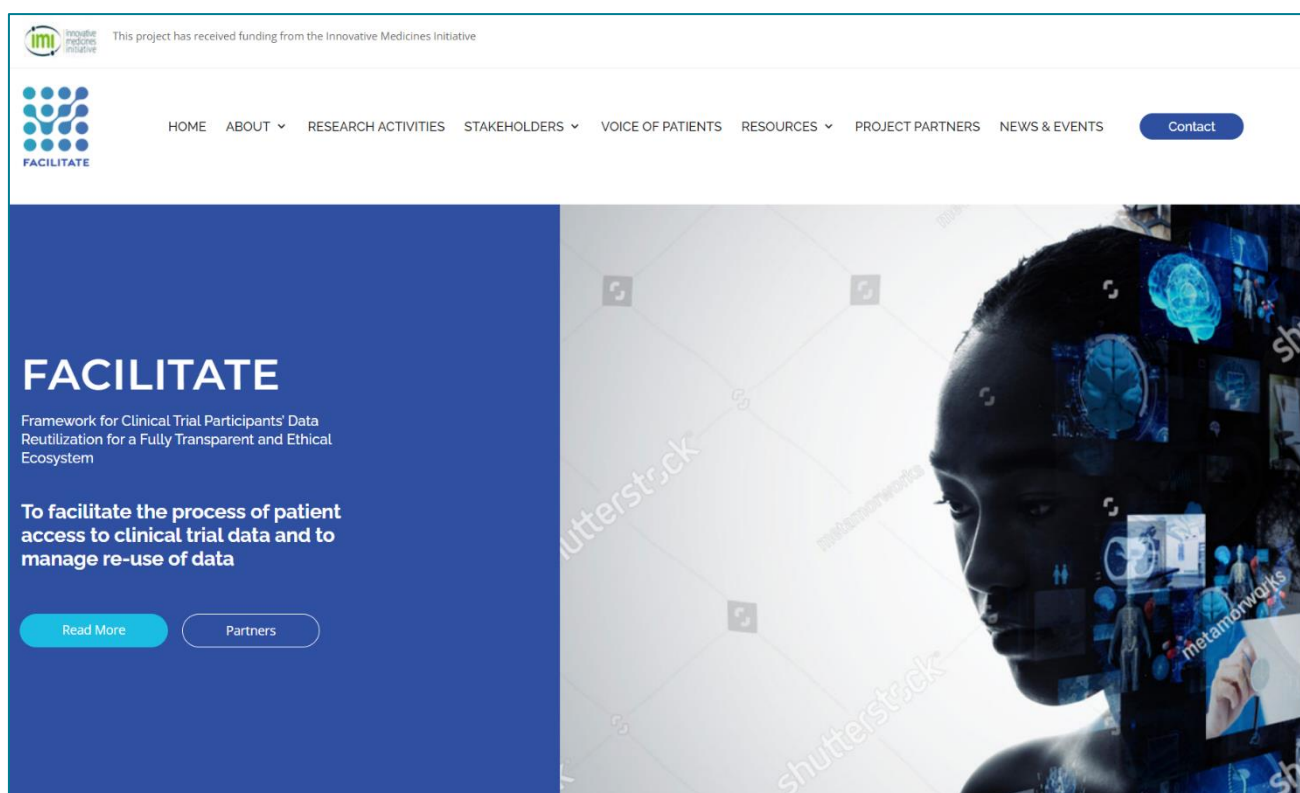 imi innovative
medicines
initiative
This project has received funding from the Innovative Medicines Initiative
FACILITATE
HOME ABOUT RESEARCH ACTIVITIES STAKEHOLDERS VOICE OF PATIENTS RESOURCES PROJECT PARTNERS NEWS & EVENTS Contact
FACILITATE
Framework for Clinical Trial Participants' Data
Reutilization for a Fully Transparent and Ethical
Ecosystem
To facilitate the process of patient
access to clinical trial data and to
manage re-use of data
Read More Partners
shutterstock
metamorworks
metamorworks
shutterstock